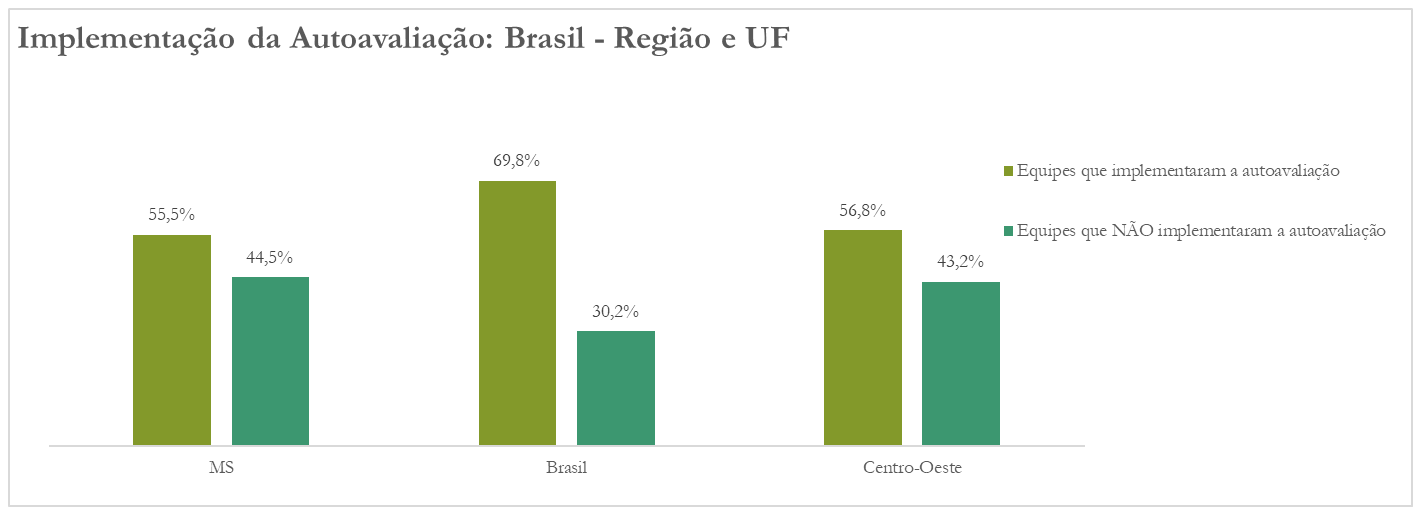 Implementação da Autoavaliação: Brasil - Região e UF
69,8%
55,5%
56,8%
44,5%
43,2%
30,2%
Equipes que implementaram a autoavaliação
Equipes que NÃO implementaram a autoavaliação
MS
Brasil
Centro-Oeste